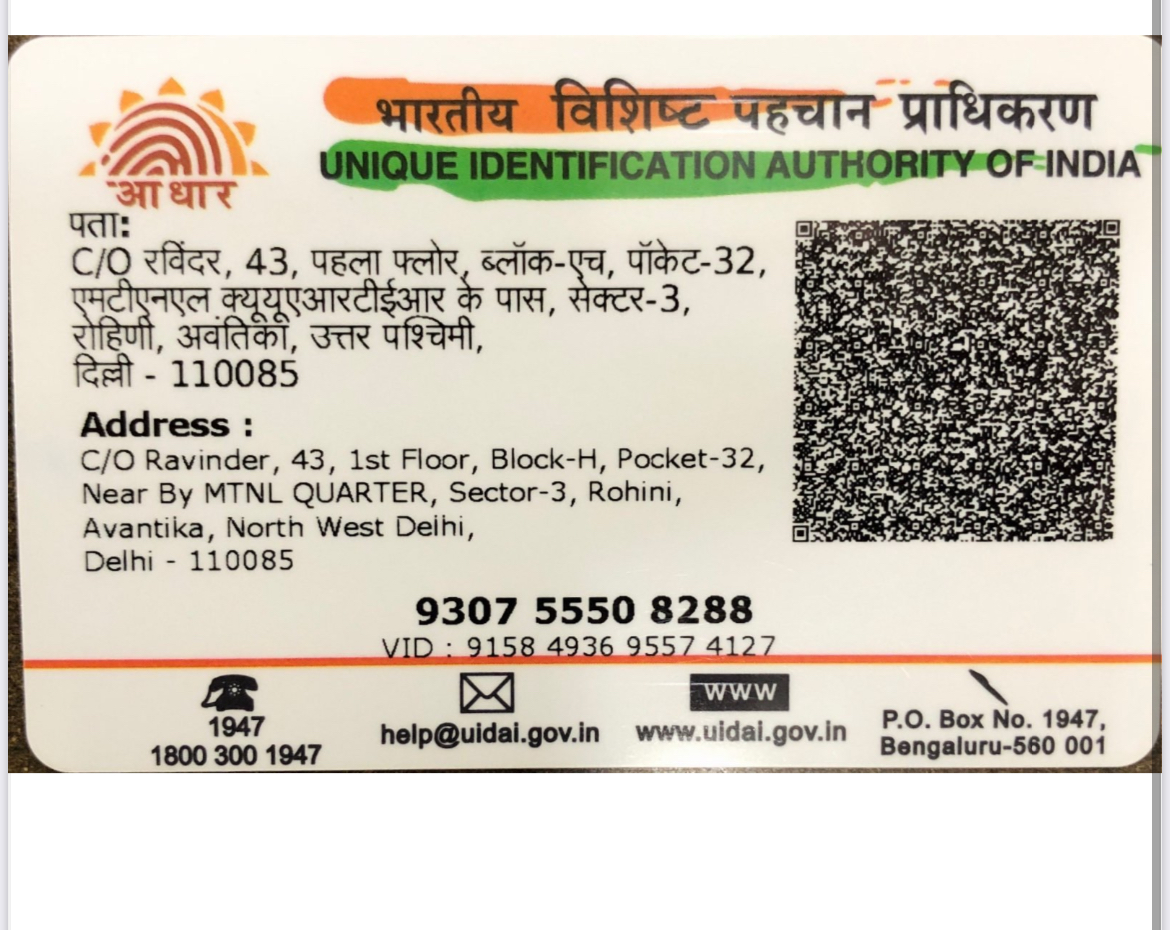 आधार
भारतीय विशिष्ट पहचान प्राधिकरण
UNIQUE IDENTIFICATION AUTHORITY OF INDIA
पता:
C/O रविंदर, 43, पहला फ्लोर, ब्लॉक-एच, पॉकेट-32,
एमटीएनएल क्यूयूएआरटीईआर के पास, सेक्टर-3,
रोहिणी, अवंतिका, उत्तर पश्चिमी,
दिल्ली - 110085
Address :
C/O Ravinder, 43, 1st Floor, Block-H, Pocket-32,
Near By MTNL QUARTER, Sector-3, Rohini,
Avantika, North West Delhi,
Delhi - 110085
9307 5550 8288
VID : 9158 4936 9557 4127
1947
1800 300 1947
help@uidai.gov.in
www
www.uidai.gov.in
P.O. Box No. 1947,
Bengaluru-560 001